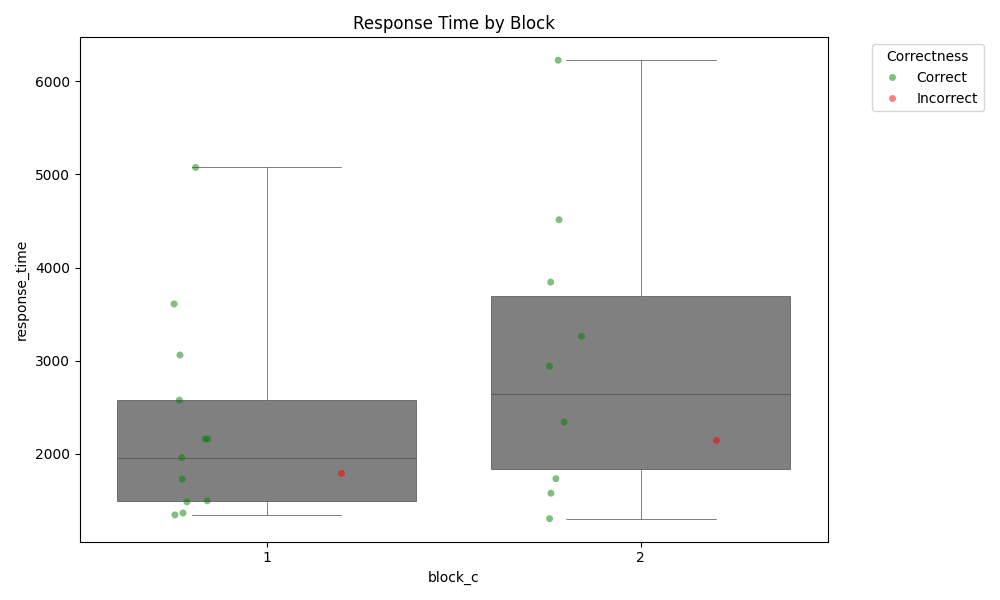 Response Time by Block
Correctness
Correct
Incorrect
6000
5000
4000
3000
2000
response_time
1
2
block_c